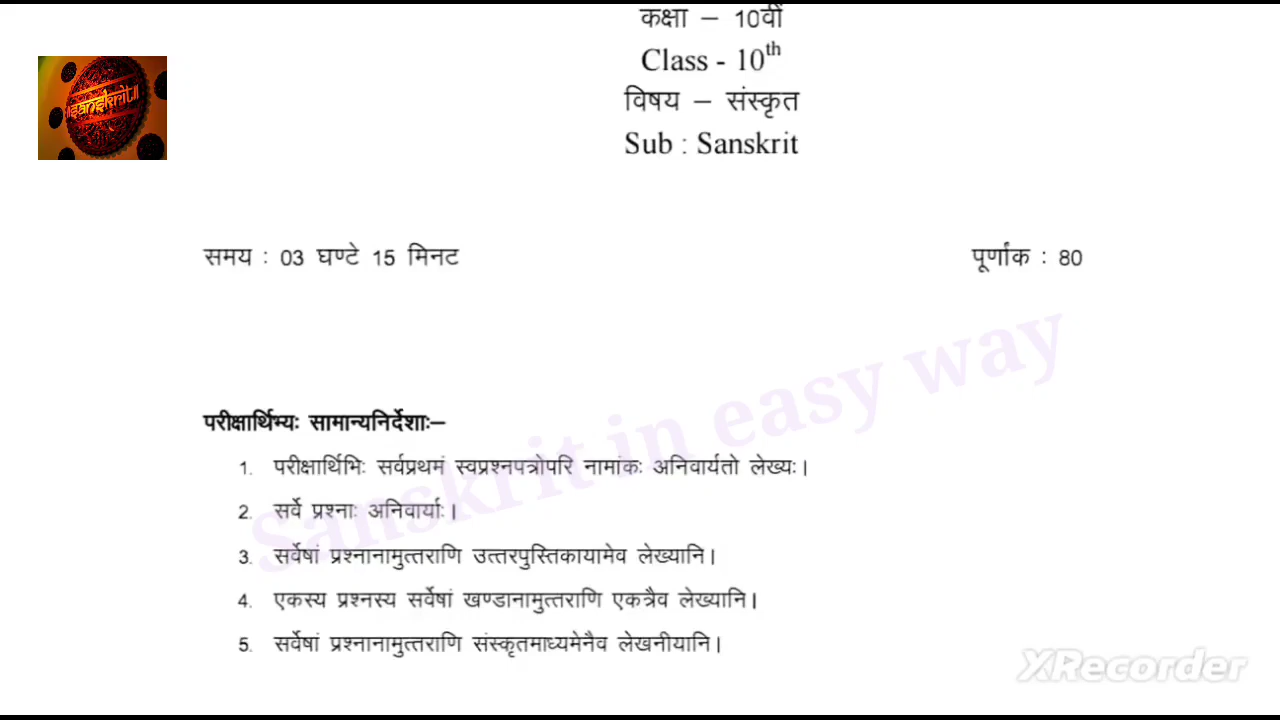 कक्षा – 10वीं
Class - 10th
विषय – संस्कृत
Sub : Sanskrit
॥sanskrit॥
समय : 03 घण्टे 15 मिनट
पूर्णांक : 80
Sanskrit in easy way
परीक्षार्थिभ्यः सामान्यनिर्देशाः–
1. परीक्षार्थिभिः सर्वप्रथमं स्वप्रश्नपत्रोपरि नामांकः अनिवार्यतो लेख्यः।
2. सर्वे प्रश्नाः अनिवार्याः।
3. सर्वेषां प्रश्नानामुत्तराणि उत्तरपुस्तिकायामेव लेख्यानि।
4. एकस्य प्रश्नस्य सर्वेषां खण्डानामुत्तराणि एकत्रैव लेख्यानि।
5. सर्वेषां प्रश्नानामुत्तराणि संस्कृतमाध्यमेनैव लेखनीयानि।
XRecorder